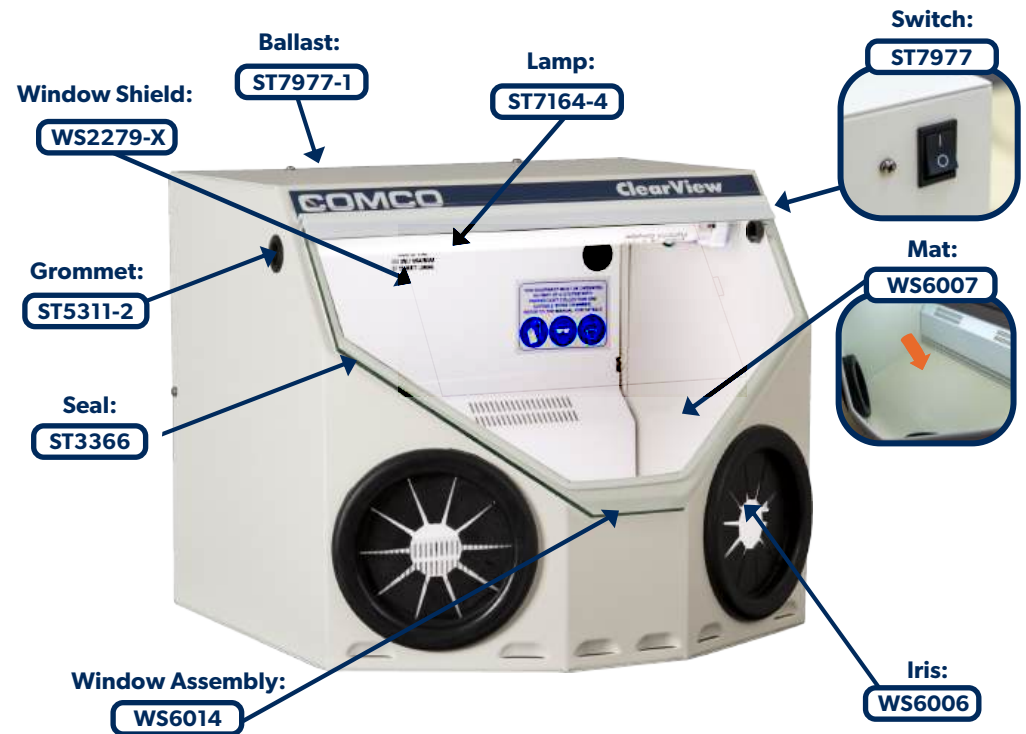 Switch:
ST7977
Ballast:
ST7977-1
Lamp:
ST7164-4
Window Shield:
WS2279-X
COMCO
ClearView
Grommet:
ST5311-2
Mat:
WS6007
Seal:
ST3366
Window Assembly:
WS6014
Iris:
WS6006